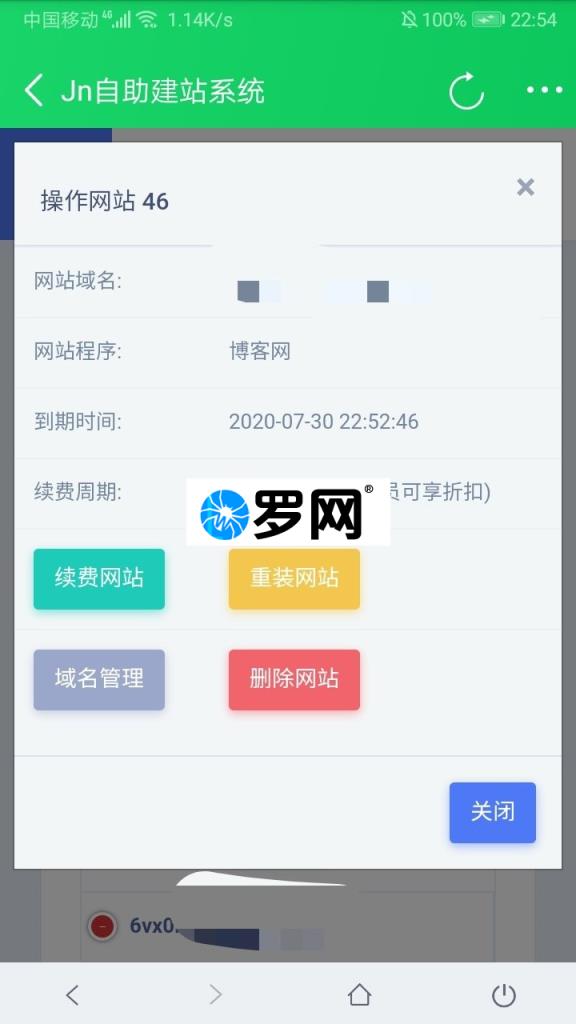 中国移动 4G 1.14K/s 100% 22:54
Jn自助建站系统
操作网站 46 ×
网站域名:
网站程序: 博客网
到期时间: 2020-07-30 22:52:46
续费周期: 员可享折扣)
罗网®
续费网站 重装网站
域名管理 删除网站
关闭
6vx0.